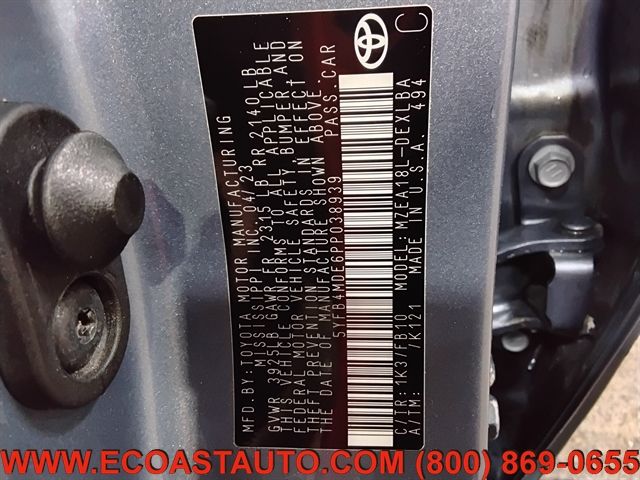 MFD. BY: TOYOTA MOTOR MANUFACTURING
MISSISSIPPI, INC. 04/23
GVWR 3925LB GAWR FR 2315 LB RR 2140LB
THIS VEHICLE CONFORMS TO ALL APPLICABLE
FEDERAL MOTOR VEHICLE SAFETY, BUMPER AND
THEFT PREVENTION STANDARDS IN EFFECT ON
THE DATE OF MANUFACTURE SHOWN ABOVE.
5YFB4MDE6PP038939 PASS. CAR
C/TR: 1K3/FB10 MODEL: MZEA18L-DEXLBA
A/TM: /K121 MADE IN U.S.A. 494
C
WWW.ECOASTAUTO.COM (800) 869-0655